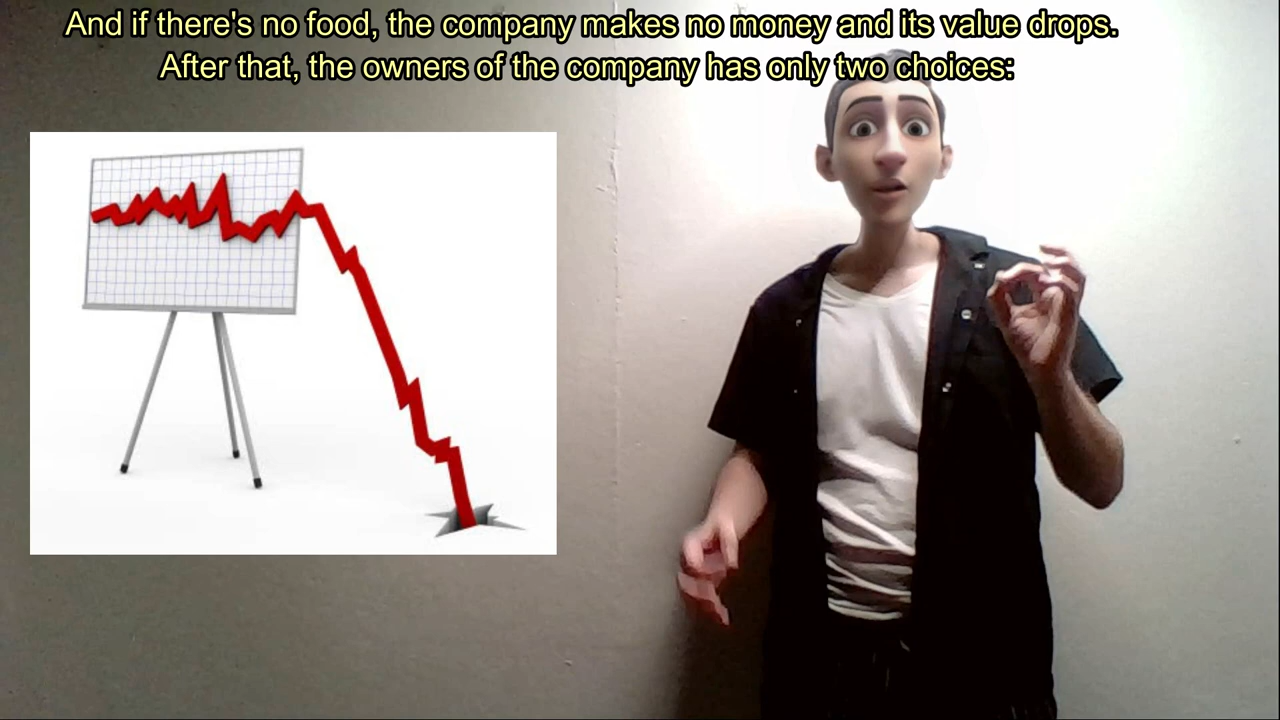 And if there's no food, the company makes no money and its value drops.
After that, the owners of the company has only two choices: